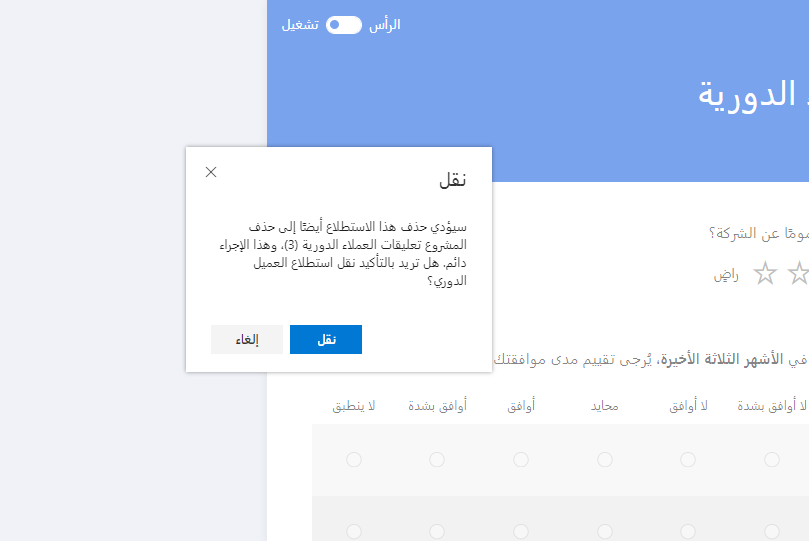 الرأس تشغيل
الدورية
نقل
سيؤدي حذف هذا الاستطلاع أيضًا إلى حذف
المشروع تعليقات العملاء الدورية (3)، وهذا الإجراء
دائم. هل تريد بالتأكيد نقل استطلاع العميل
الدوري؟
نقل إلغاء
عن الشركة؟
راضٍ
في الأشهر الثلاثة الأخيرة، يُرجى تقييم مدى موافقتك
لا أوافق بشدة لا أوافق محايد أوافق أوافق بشدة لا ينطبق